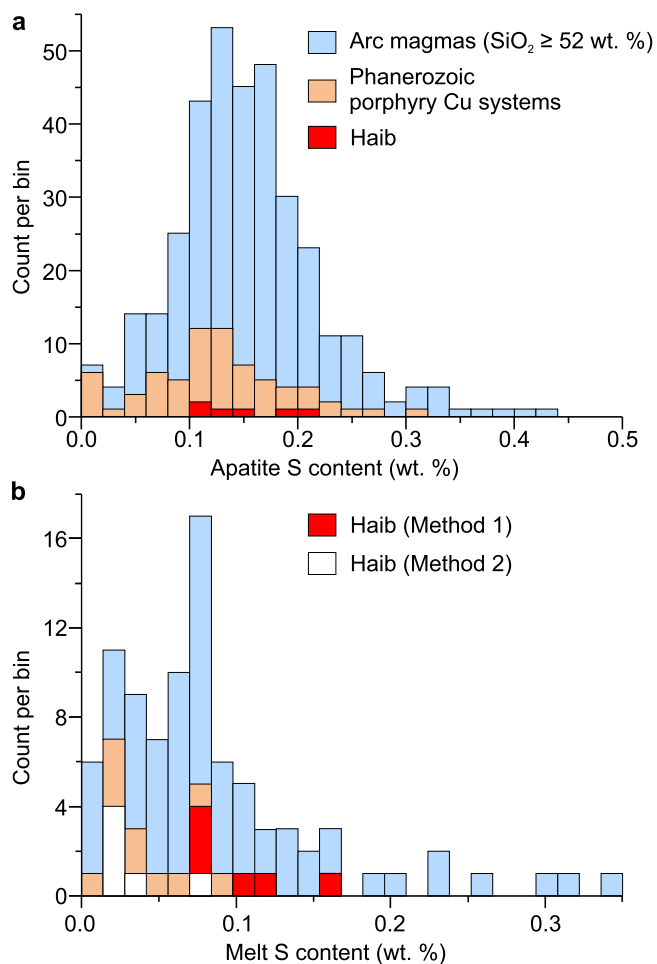 a
50
40
30
20
10
0
Count per bin
Arc magmas (SiO₂ ≥ 52 wt. %)
Phanerozoic
porphyry Cu systems
Haib
0.0 0.1 0.2 0.3 0.4 0.5
Apatite S content (wt. %)
b
16
12
8
4
0
Count per bin
Haib (Method 1)
Haib (Method 2)
0.0 0.1 0.2 0.3
Melt S content (wt. %)